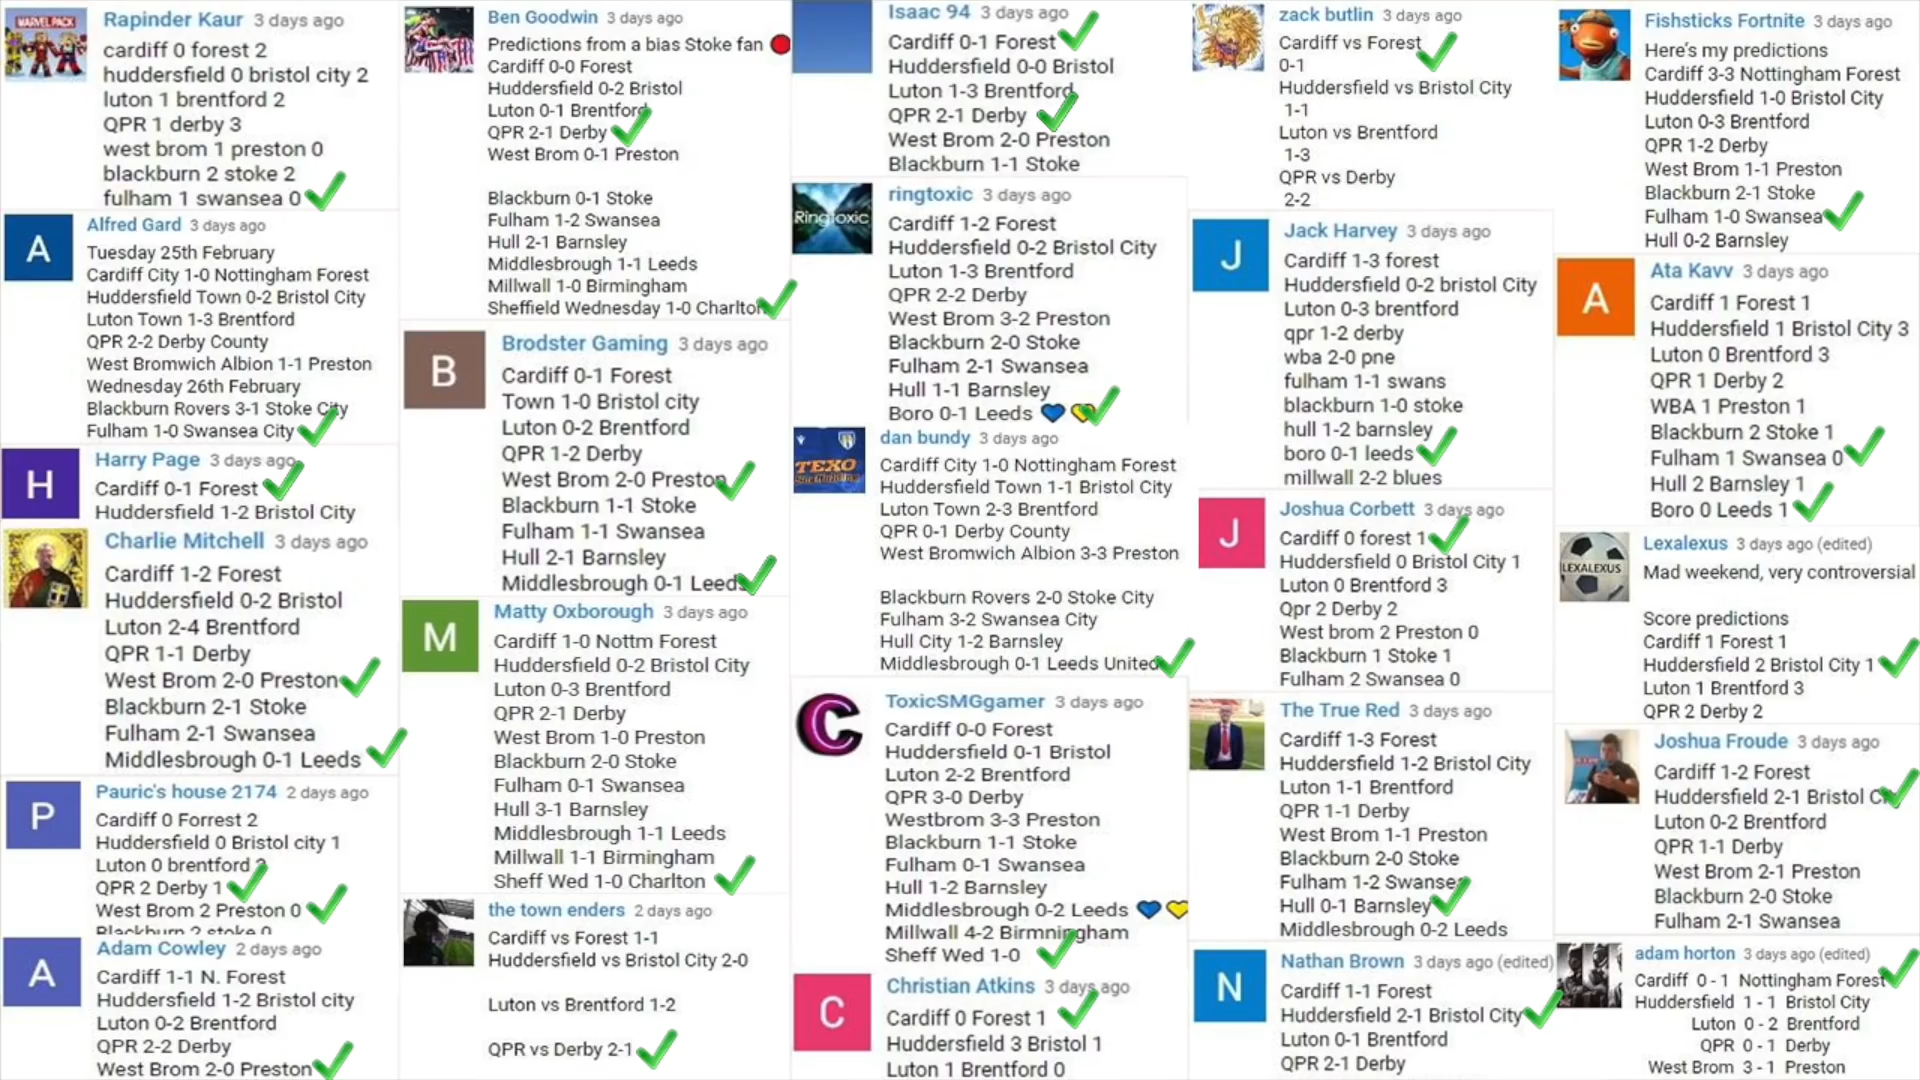 MARVEL PACK
Rapinder Kaur 3 days ago
cardiff 0 forest 2
huddersfield 0 bristol city 2
luton 1 brentford 2
QPR 1 derby 3
west brom 1 preston 0
blackburn 2 stoke 2
fulham 1 swansea 0
A
Alfred Gard 3 days ago
Tuesday 25th February
Cardiff City 1-0 Nottingham Forest
Huddersfield Town 0-2 Bristol City
Luton Town 1-3 Brentford
QPR 2-2 Derby County
West Bromwich Albion 1-1 Preston
Wednesday 26th February
Blackburn Rovers 3-1 Stoke City
Fulham 1-0 Swansea City
H
Harry Page 3 days ago
Cardiff 0-1 Forest
Huddersfield 1-2 Bristol City
Charlie Mitchell 3 days ago
Cardiff 1-2 Forest
Huddersfield 0-2 Bristol
Luton 2-4 Brentford
QPR 1-1 Derby
West Brom 2-0 Preston
Blackburn 2-1 Stoke
Fulham 2-1 Swansea
Middlesbrough 0-1 Leeds
P
Pauric's house 2174 2 days ago
Cardiff 0 Forrest 2
Huddersfield 0 Bristol city 1
Luton 0 brentford
QPR 2 Derby 1
West Brom 2 Preston 0
Blackburn 2 stoke 0
A
Adam Cowley 2 days ago
Cardiff 1-1 N. Forest
Huddersfield 1-2 Bristol city
Luton 0-2 Brentford
QPR 2-2 Derby
West Brom 2-0 Preston
Ben Goodwin 3 days ago
Predictions from a bias Stoke fan
Cardiff 0-0 Forest
Huddersfield 0-2 Bristol
Luton 0-1 Brentford
QPR 2-1 Derby
West Brom 0-1 Preston
Blackburn 0-1 Stoke
Fulham 1-2 Swansea
Hull 2-1 Barnsley
Middlesbrough 1-1 Leeds
Millwall 1-0 Birmingham
Sheffield Wednesday 1-0 Charlton
B
Brodster Gaming 3 days ago
Cardiff 0-1 Forest
Town 1-0 Bristol city
Luton 0-2 Brentford
QPR 1-2 Derby
West Brom 2-0 Preston
Blackburn 1-1 Stoke
Fulham 1-1 Swansea
Hull 2-1 Barnsley
Middlesbrough 0-1 Leeds
M
Matty Oxborough 3 days ago
Cardiff 1-0 Nottm Forest
Huddersfield 0-2 Bristol City
Luton 0-3 Brentford
QPR 2-1 Derby
West Brom 1-0 Preston
Blackburn 2-0 Stoke
Fulham 0-1 Swansea
Hull 3-1 Barnsley
Middlesbrough 1-1 Leeds
Millwall 1-1 Birmingham
Sheff Wed 1-0 Charlton
the town enders 2 days ago
Cardiff vs Forest 1-1
Huddersfield vs Bristol City 2-0
Luton vs Brentford 1-2
QPR vs Derby 2-1
Isaac 94 3 days ago
Cardiff 0-1 Forest
Huddersfield 0-0 Bristol
Luton 1-3 Brentford
QPR 2-1 Derby
West Brom 2-0 Preston
Blackburn 1-1 Stoke
Ringtoxic
ringtoxic 3 days ago
Cardiff 1-2 Forest
Huddersfield 0-2 Bristol City
Luton 1-3 Brentford
QPR 2-2 Derby
West Brom 3-2 Preston
Blackburn 2-0 Stoke
Fulham 2-1 Swansea
Hull 1-1 Barnsley
Boro 0-1 Leeds 💙💛
TEXO
dan bundy 3 days ago
Cardiff City 1-0 Nottingham Forest
Huddersfield Town 1-1 Bristol City
Luton Town 2-3 Brentford
QPR 0-1 Derby County
West Bromwich Albion 3-3 Preston
Blackburn Rovers 2-0 Stoke City
Fulham 3-2 Swansea City
Hull City 1-2 Barnsley
Middlesbrough 0-1 Leeds United
C
ToxicSMGgamer 3 days ago
Cardiff 0-0 Forest
Huddersfield 0-1 Bristol
Luton 2-2 Brentford
QPR 3-0 Derby
Westbrom 3-3 Preston
Blackburn 1-1 Stoke
Fulham 0-1 Swansea
Hull 1-2 Barnsley
Middlesbrough 0-2 Leeds 💙💛
Millwall 4-2 Birmningham
Sheff Wed 1-0
C
Christian Atkins 3 days ago
Cardiff 0 Forest 1
Huddersfield 3 Bristol 1
Luton 1 Brentford 0
zack butlin 3 days ago
Cardiff vs Forest
0-1
Huddersfield vs Bristol City
1-1
Luton vs Brentford
1-3
QPR vs Derby
2-2
J
Jack Harvey 3 days ago
Cardiff 1-3 forest
Huddersfield 0-2 bristol City
Luton 0-3 brentford
qpr 1-2 derby
wba 2-0 pne
fulham 1-1 swans
blackburn 1-0 stoke
hull 1-2 barnsley
boro 0-1 leeds
millwall 2-2 blues
J
Joshua Corbett 3 days ago
Cardiff 0 forest 1
Huddersfield 0 Bristol City 1
Luton 0 Brentford 3
Qpr 2 Derby 2
West brom 2 Preston 0
Blackburn 1 Stoke 1
Fulham 2 Swansea 0
The True Red 3 days ago
Cardiff 1-3 Forest
Huddersfield 1-2 Bristol City
Luton 1-1 Brentford
QPR 1-1 Derby
West Brom 1-1 Preston
Blackburn 2-0 Stoke
Fulham 1-2 Swansea
Hull 0-1 Barnsley
Middlesbrough 0-2 Leeds
N
Nathan Brown 3 days ago (edited)
Cardiff 1-1 Forest
Huddersfield 2-1 Bristol City
Luton 0-1 Brentford
QPR 2-1 Derby
Fishsticks Fortnite 3 days ago
Here's my predictions
Cardiff 3-3 Nottingham Forest
Huddersfield 1-0 Bristol City
Luton 0-3 Brentford
QPR 1-2 Derby
West Brom 1-1 Preston
Blackburn 2-1 Stoke
Fulham 1-0 Swansea
Hull 0-2 Barnsley
A
Ata Kavv 3 days ago
Cardiff 1 Forest 1
Huddersfield 1 Bristol City 3
Luton 0 Brentford 3
QPR 1 Derby 2
WBA 1 Preston 1
Blackburn 2 Stoke 1
Fulham 1 Swansea 0
Hull 2 Barnsley 1
Boro 0 Leeds 1
LEXALEXUS
Lexalexus 3 days ago (edited)
Mad weekend, very controversial
Score predictions
Cardiff 1 Forest 1
Huddersfield 2 Bristol City 1
Luton 1 Brentford 3
QPR 2 Derby 2
Joshua Froude 3 days ago
Cardiff 1-2 Forest
Huddersfield 2-1 Bristol City
Luton 0-2 Brentford
QPR 1-1 Derby
West Brom 2-1 Preston
Blackburn 2-0 Stoke
Fulham 2-1 Swansea
adam horton 3 days ago (edited)
Cardiff 0 - 1 Nottingham Forest
Huddersfield 1 - 1 Bristol City
Luton 0 - 2 Brentford
QPR 0 - 1 Derby
West Brom 3 - 1 Preston